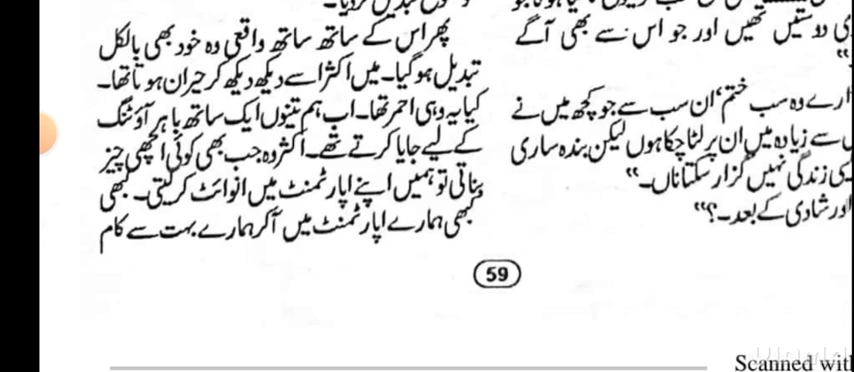 ی دوستیں تھیں اور جو اس سے بھی آگے
"
ارے وہ سب ختم، ان سب سے جو کچھ میں نے
سے زیادہ میں ان پر لٹا چکا ہوں لیکن بندہ ساری
زندگی نہیں گزار سکتا ناں۔"
اور شادی کے بعد۔؟"
پھر اس کے ساتھ ساتھ واقعی وہ خود بھی بالکل
تبدیل ہو گیا۔ میں اکثر اسے دیکھ دیکھ کر حیران ہوتا تھا۔
کیا یہ وہی احمر تھا۔ اب ہم تینوں ایک ساتھ باہر آؤٹنگ
کے لیے جایا کرتے تھے۔ اکثر وہ جب بھی کوئی اچھی چیز
بناتی تو ہمیں اپنے اپارٹمنٹ میں انوائٹ کر لیتی۔ کبھی
کبھی ہمارے اپارٹمنٹ میں آ کر ہمارے بہت سے کام
59
Scanned wit